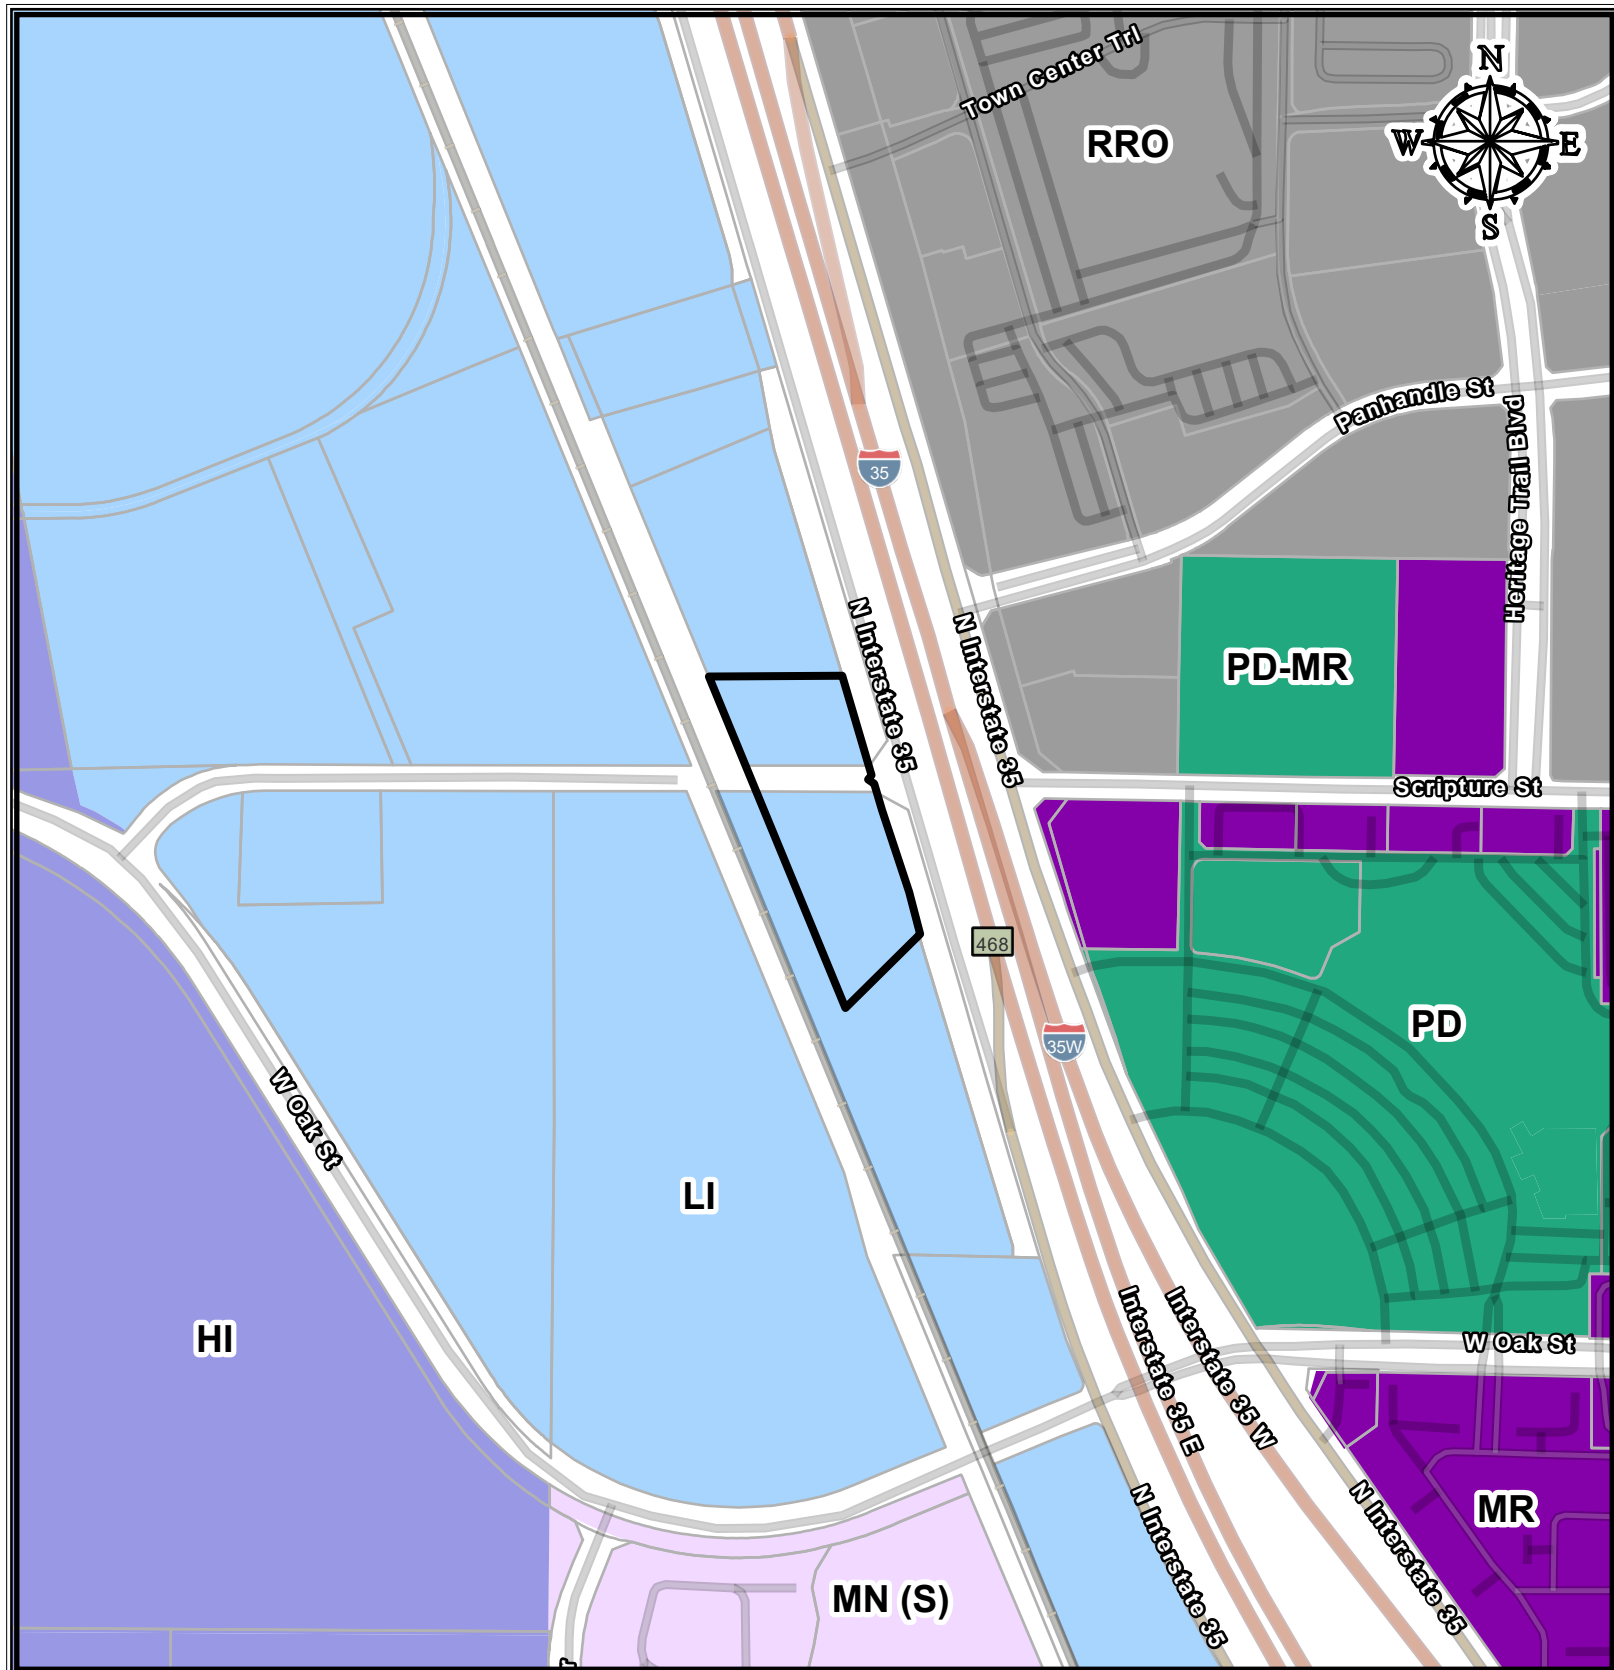 Town Center Trl
N
RRO
W
E
S
Panhandle St
Heritage Trail Blvd
35
N Interstate 35
N Interstate 35
PD-MR
Scripture St
468
PD
35W
W Oak St
LI
HI
Interstate 35 E
Interstate 35 W
W Oak St
N Interstate 35
N Interstate 35
MR
MN (S)